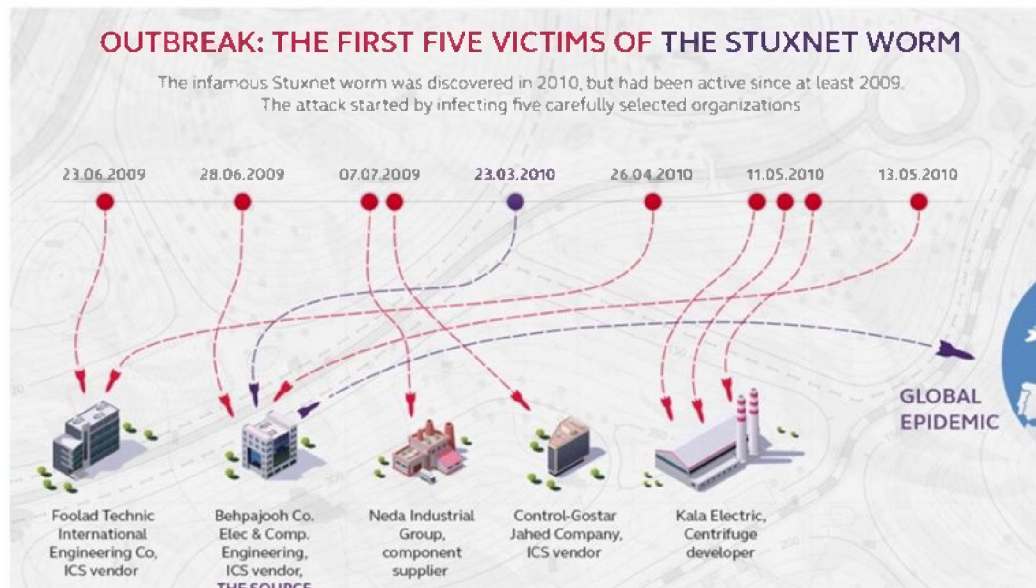 OUTBREAK: THE FIRST FIVE VICTIMS OF THE STUXNET WORM
The infamous Stuxnet worm was discovered in 2010, but had been active since at least 2009.
The attack started by infecting five carefully selected organizations
23.06.2009
28.06.2009
07.07.2009
23.03.2010
26.04.2010
11.05.2010
13.05.2010
GLOBAL
EPIDEMIC
Foolad Technic
International
Engineering Co,
ICS vendor
Behpajooh Co.
Elec & Comp.
Engineering,
ICS vendor,
THE SOURCE
Neda Industrial
Group,
component
supplier
Control-Gostar
Jahed Company,
ICS vendor
Kala Electric,
Centrifuge
developer